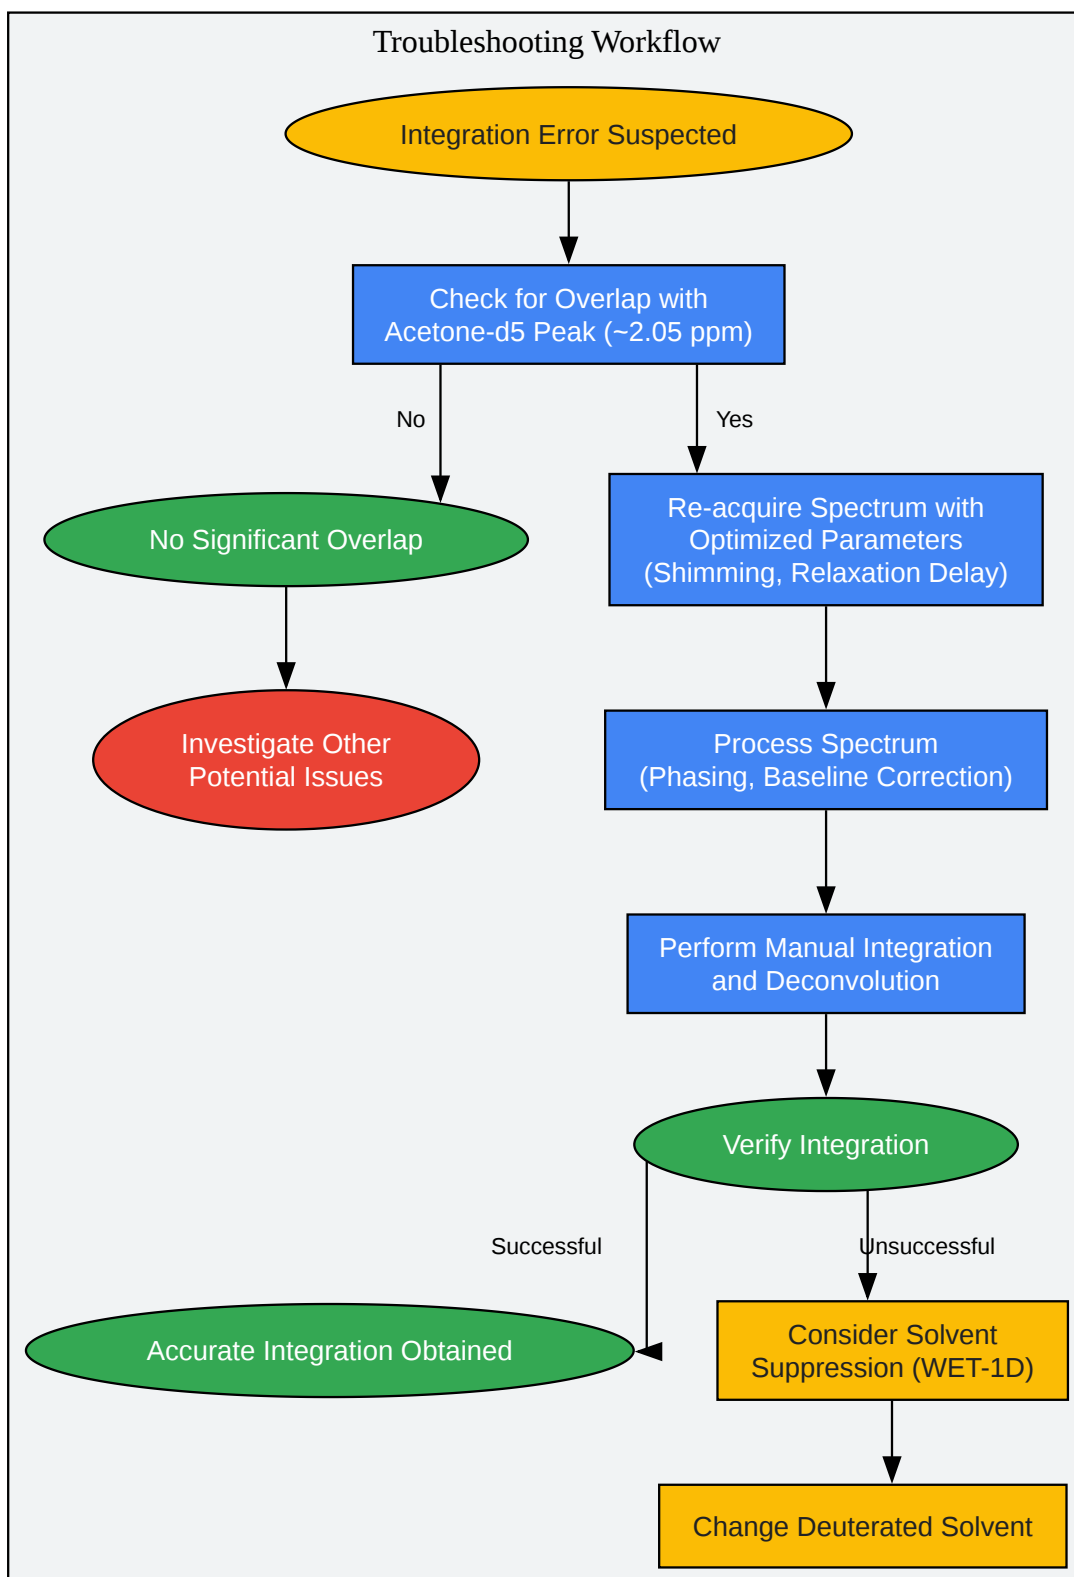 Troubleshooting Workflow
Integration Error Suspected
Check for Overlap with
Acetone-d5 Peak (~2.05 ppm)
No
Yes
No Significant Overlap
Re-acquire Spectrum with
Optimized Parameters
(Shimming, Relaxation Delay)
Investigate Other
Potential Issues
Process Spectrum
(Phasing, Baseline Correction)
Perform Manual Integration
and Deconvolution
Verify Integration
Successful
Unsuccessful
Accurate Integration Obtained
Consider Solvent
Suppression (WET-1D)
Change Deuterated Solvent